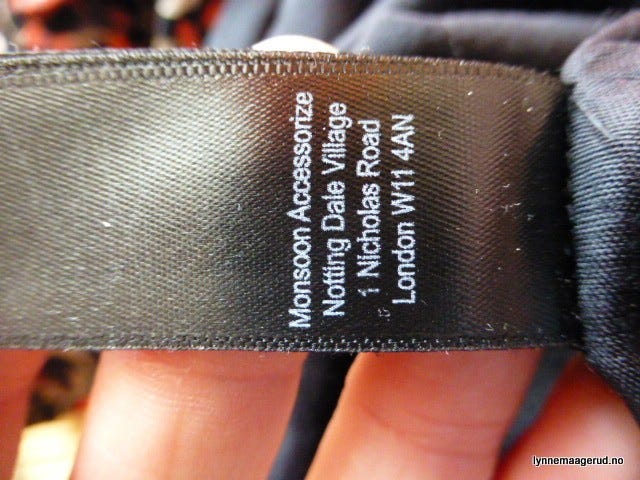 Monsoon Accessorize
Notting Dale Village
1 Nicholas Road
London W11 4AN
lynnemaagerud.no